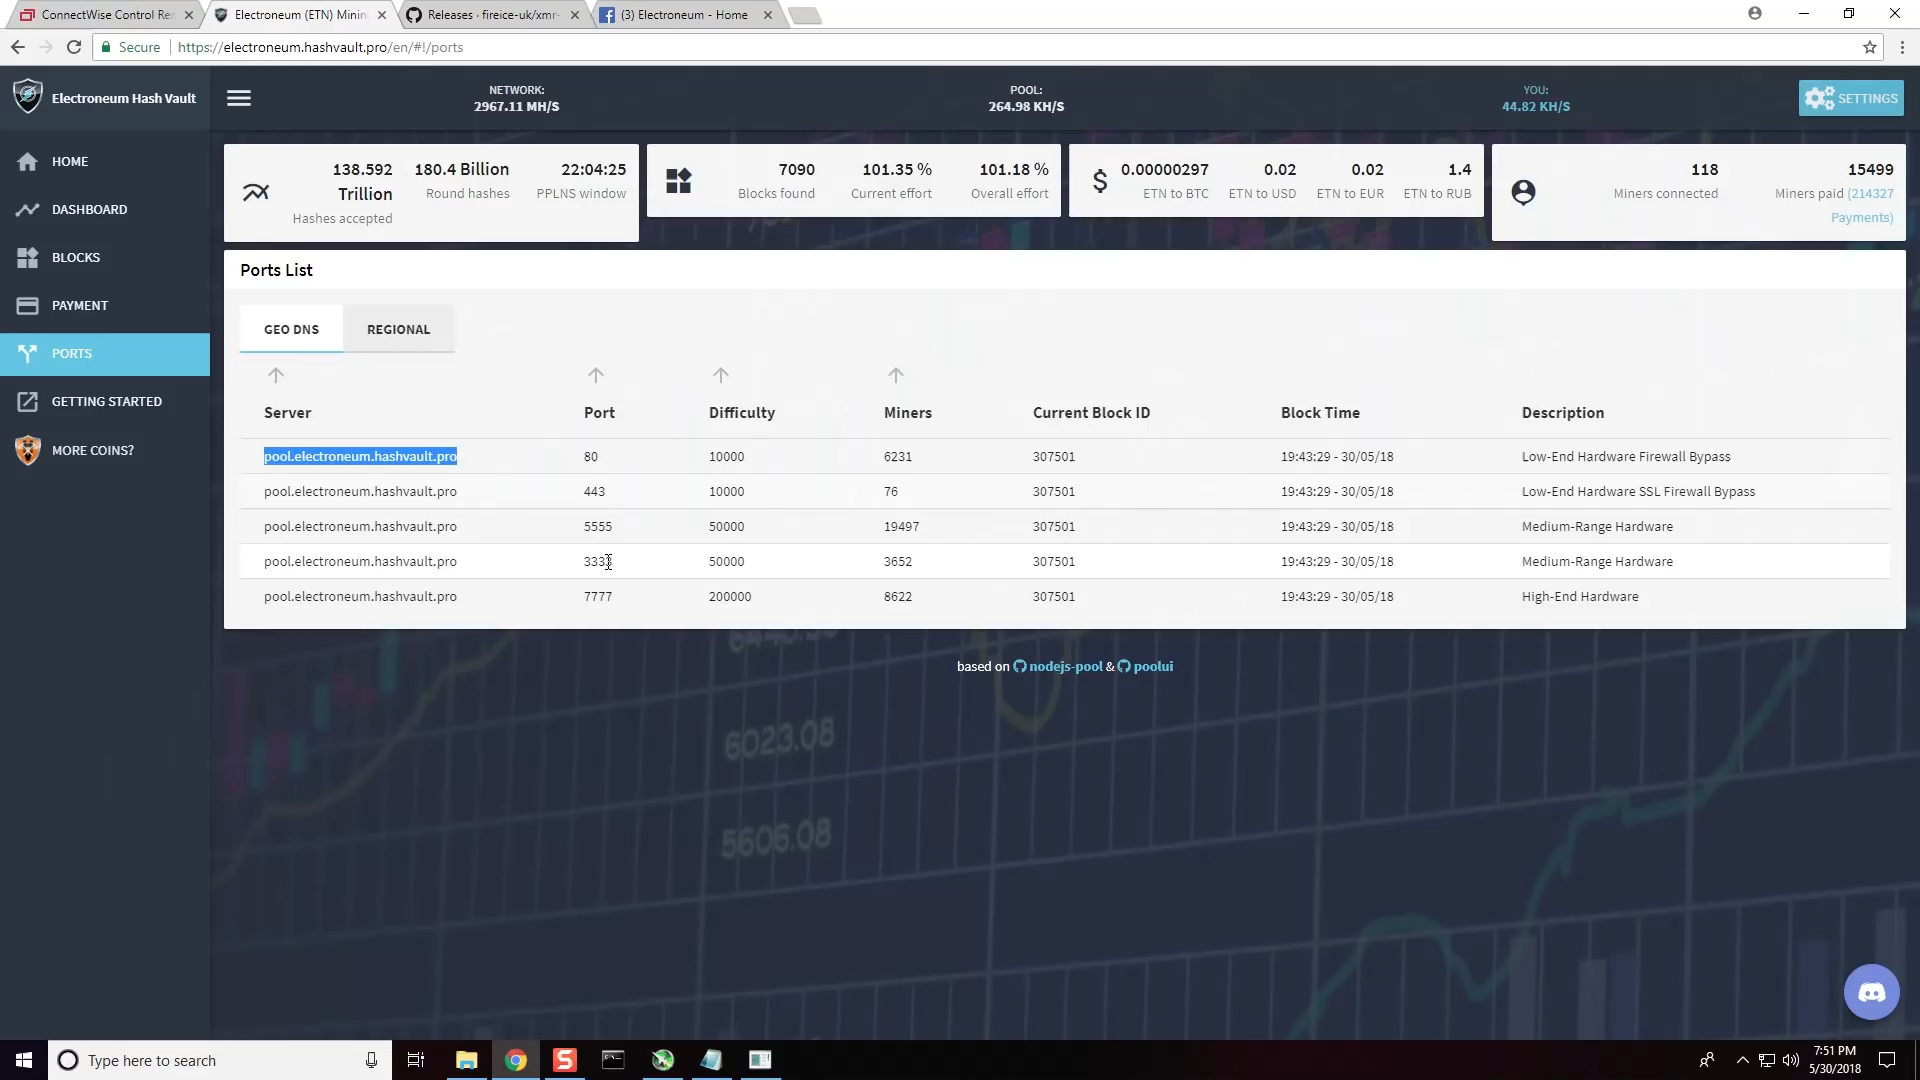 ConnectWise Control Re
Electroneum (ETN) Minin
Releases · fireice-uk/xmr-
(3) Electroneum - Home
Secure
https://electroneum.hashvault.pro/en/#!/ports
Electroneum Hash Vault
NETWORK:
2967.11 MH/S
POOL:
264.98 KH/S
YOU:
44.82 KH/S
SETTINGS
HOME
DASHBOARD
BLOCKS
PAYMENT
PORTS
GETTING STARTED
MORE COINS?
138.592
Trillion
Hashes accepted
180.4 Billion
Round hashes
22:04:25
PPLNS window
7090
Blocks found
101.35 %
Current effort
101.18 %
Overall effort
0.00000297
ETN to BTC
0.02
ETN to USD
0.02
ETN to EUR
1.4
ETN to RUB
118
Miners connected
15499
Miners paid (214327
Payments)
Ports List
GEO DNS REGIONAL
Server Port Difficulty Miners Current Block ID Block Time Description
pool.electroneum.hashvault.pro 80 10000 6231 307501 19:43:29 - 30/05/18 Low-End Hardware Firewall Bypass
pool.electroneum.hashvault.pro 443 10000 76 307501 19:43:29 - 30/05/18 Low-End Hardware SSL Firewall Bypass
pool.electroneum.hashvault.pro 5555 50000 19497 307501 19:43:29 - 30/05/18 Medium-Range Hardware
pool.electroneum.hashvault.pro 3333 50000 3652 307501 19:43:29 - 30/05/18 Medium-Range Hardware
pool.electroneum.hashvault.pro 7777 200000 8622 307501 19:43:29 - 30/05/18 High-End Hardware
based on nodejs-pool & poolui
6023.08
5606.08
Type here to search
7:51 PM
5/30/2018